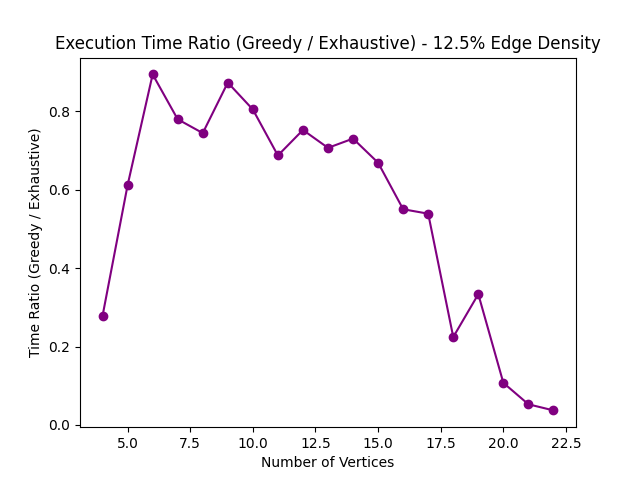 Execution Time Ratio (Greedy / Exhaustive) - 12.5% Edge Density
Time Ratio (Greedy / Exhaustive)
0.8
0.6
0.4
0.2
0.0
5.0 7.5 10.0 12.5 15.0 17.5 20.0 22.5
Number of Vertices